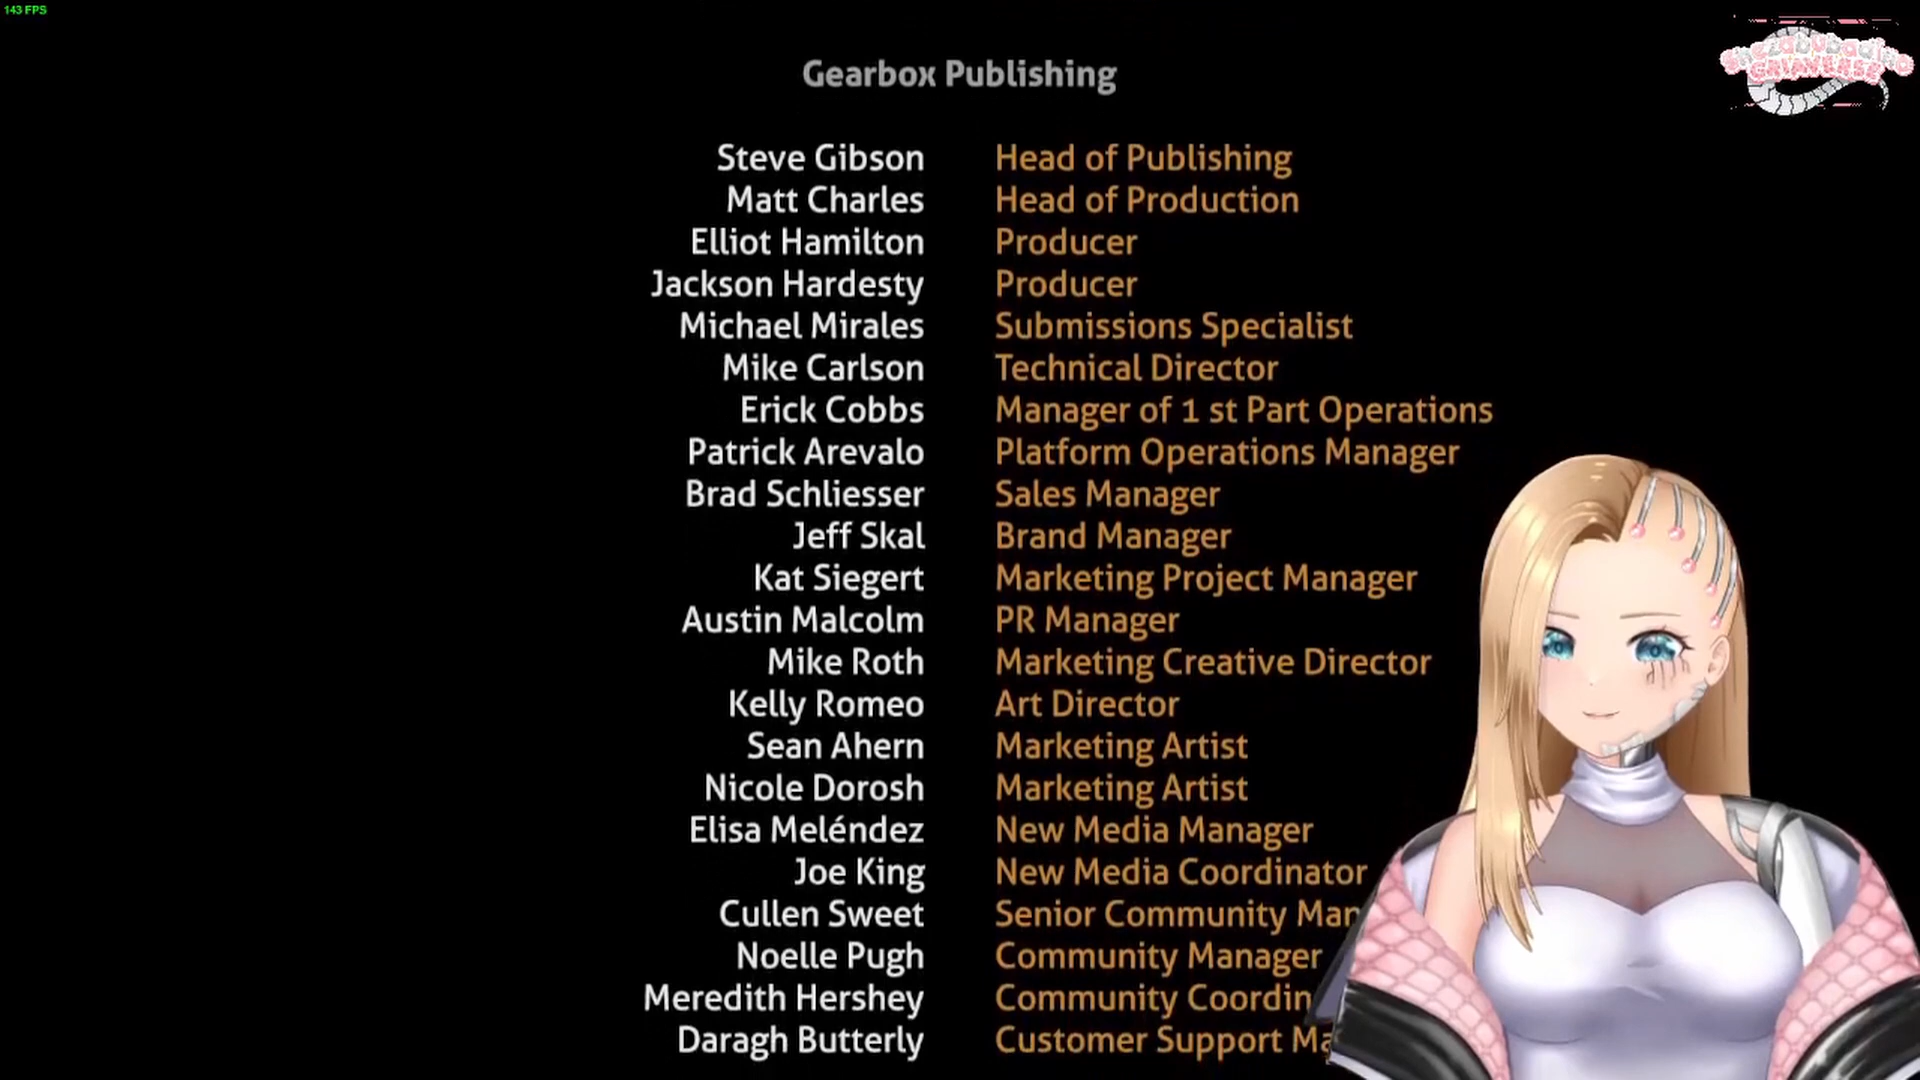 143 FPS
Gearbox Publishing
Steve Gibson Head of Publishing
Matt Charles Head of Production
Elliot Hamilton Producer
Jackson Hardesty Producer
Michael Mirales Submissions Specialist
Mike Carlson Technical Director
Erick Cobbs Manager of 1 st Part Operations
Patrick Arevalo Platform Operations Manager
Brad Schliesser Sales Manager
Jeff Skal Brand Manager
Kat Siegert Marketing Project Manager
Austin Malcolm PR Manager
Mike Roth Marketing Creative Director
Kelly Romeo Art Director
Sean Ahern Marketing Artist
Nicole Dorosh Marketing Artist
Elisa Meléndez New Media Manager
Joe King New Media Coordinator
Cullen Sweet Senior Community Man
Noelle Pugh Community Manager
Meredith Hershey Community Coordin
Daragh Butterly Customer Support Ma